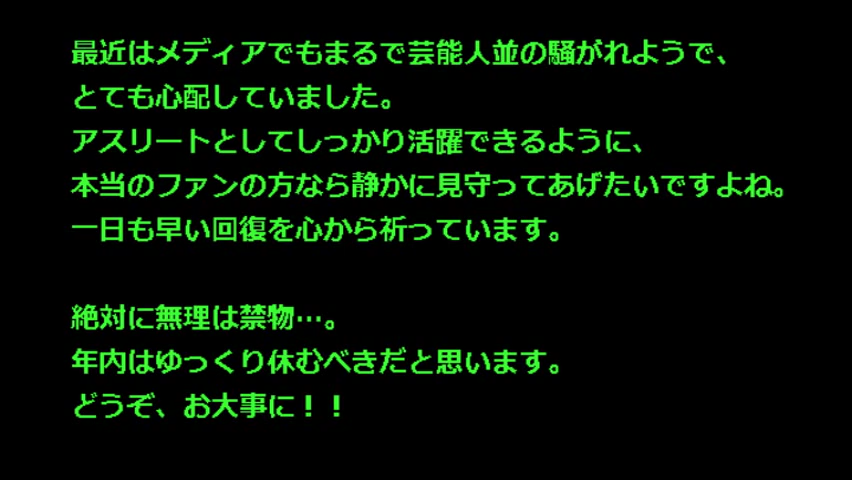 最近はメディアでもまるで芸能人並の騒がれようで、
とても心配していました。
アスリートとしてしっかり活躍できるように、
本当のファンの方なら静かに見守ってあげたいですよね。
一日も早い回復を心から祈っています。
絶対に無理は禁物…。
年内はゆっくり休むべきだと思います。
どうぞ、お大事に！！